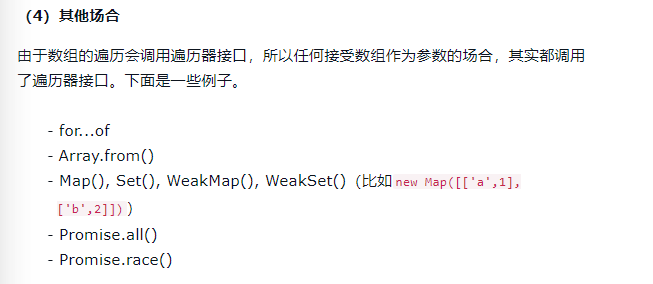 （4）其他场合
由于数组的遍历会调用遍历器接口，所以任何接受数组作为参数的场合，其实都调用
了遍历器接口。下面是一些例子。
- for...of
- Array.from()
- Map(), Set(), WeakMap(), WeakSet()（比如new Map([['a',1],
['b',2]])）
- Promise.all()
- Promise.race()